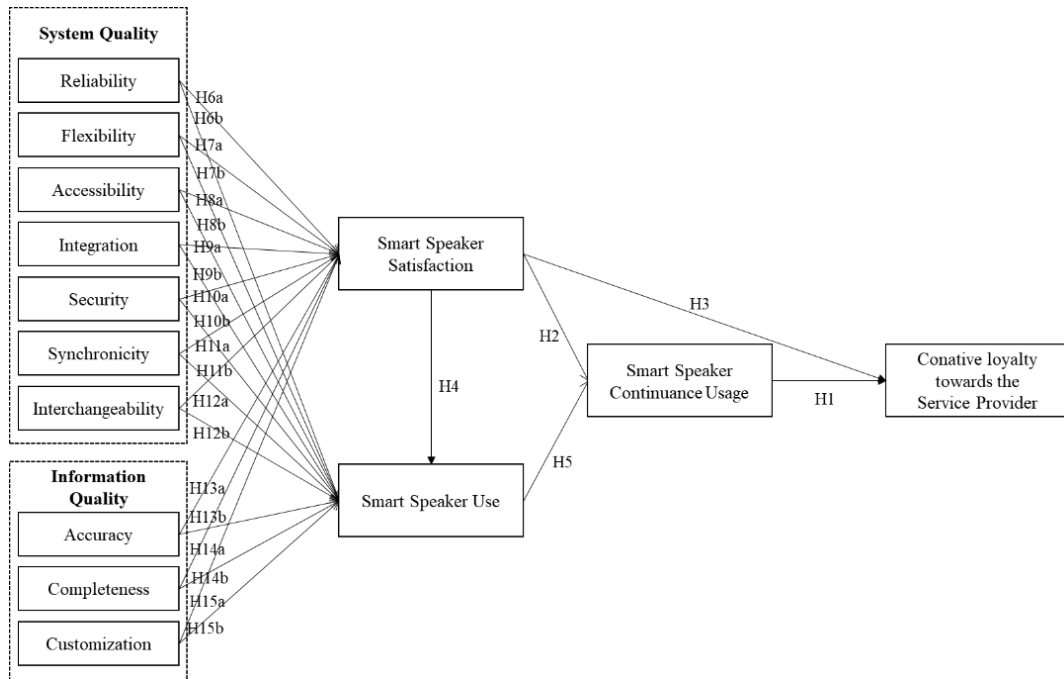 System Quality
Reliability
Flexibility
Accessibility
Integration
Security
Synchronicity
Interchangeability
Information
Quality
Accuracy
Completeness
Customization
H6a
H6b
H7a
H7b
H8a
H8b
H9a
H9b
H10a
H10b
H11a
H11b
H12a
H12b
H13a
H13b
H14a
H14b
H15a
H15b
Smart Speaker
Satisfaction
H4
Smart Speaker Use
H2
H5
H3
Smart Speaker
Continuance Usage
H1
Conative loyalty
towards the
Service Provider